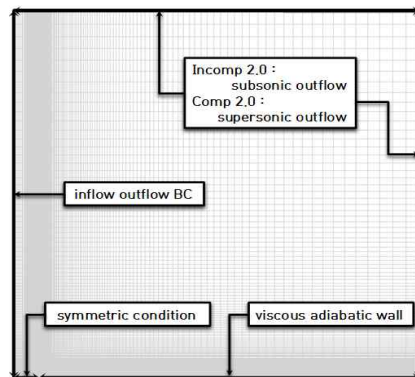 Incomp 2.0 :
subsonic outflow
Comp 2.0 :
supersonic outflow
inflow outflow BC
symmetric condition
viscous adiabatic wall